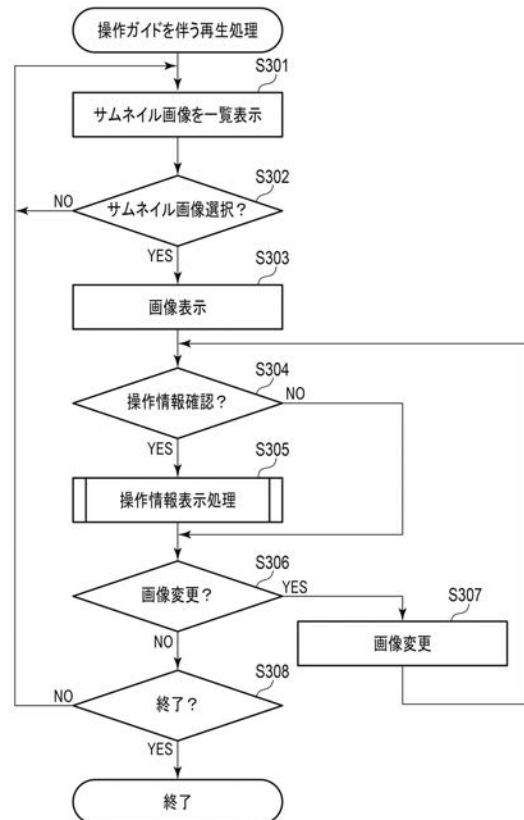 操作ガイドを伴う再生処理
S301
サムネイル画像を一覧表示
S302
サムネイル画像選択？
NO
YES
S303
画像表示
S304
操作情報確認？
NO
YES
S305
操作情報表示処理
S306
画像変更？
YES
S307
画像変更
NO
S308
終了？
NO
YES
終了